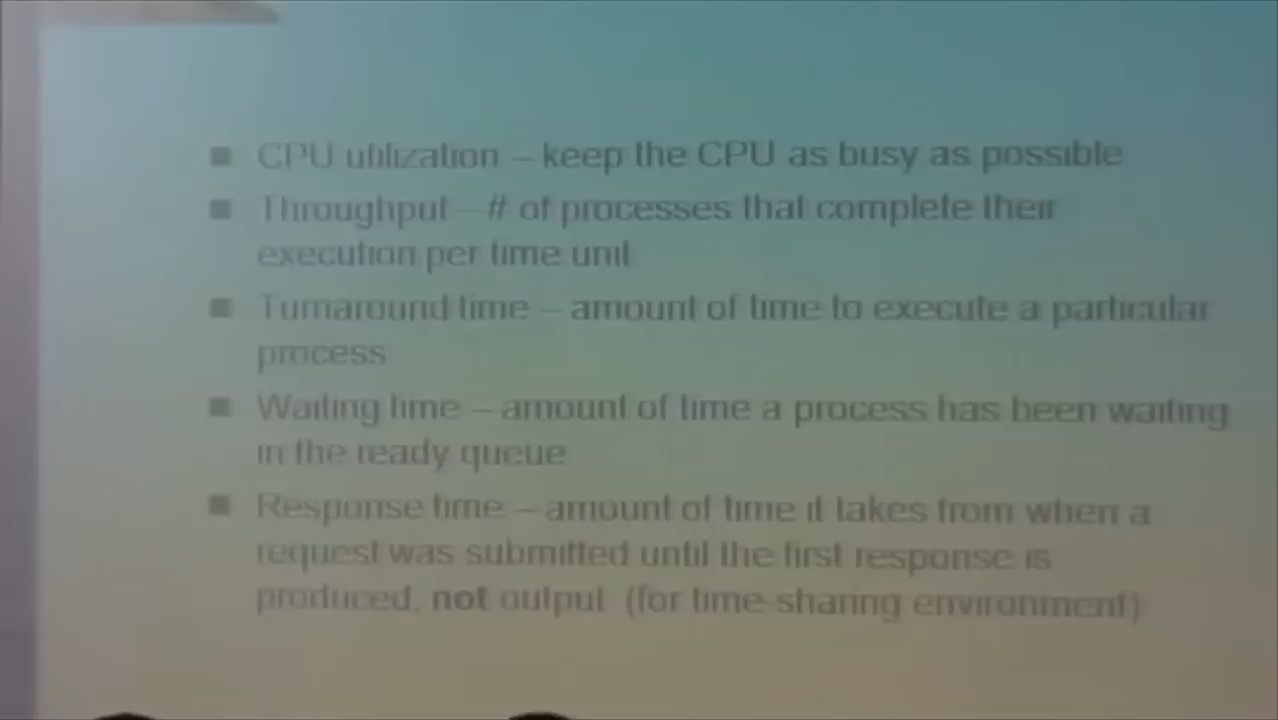 ■ CPU utilization – keep the CPU as busy as possible
■ Throughput – # of processes that complete their
execution per time unit
■ Turnaround time – amount of time to execute a particular
process
■ Waiting time – amount of time a process has been waiting
in the ready queue
■ Response time – amount of time it takes from when a
request was submitted until the first response is
produced, not output (for time-sharing environment)